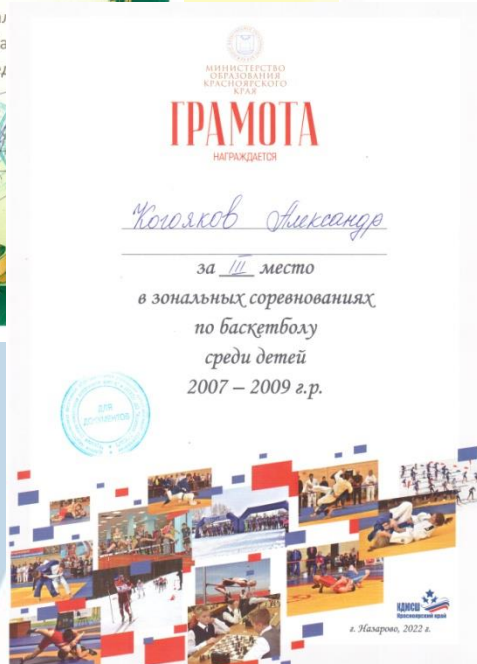 МИНИСТЕРСТВО
ОБРАЗОВАНИЯ
КРАСНОЯРСКОГО
КРАЯ
ГРАМОТА
НАГРАЖДАЕТСЯ
Когояков Александр
за III место
в зональных соревнованиях
по баскетболу
среди детей
2007 – 2009 г.р.
ДЛЯ
ДОКУМЕНТОВ
КДЮСШ
Красноярский край
г. Назарово, 2022 г.